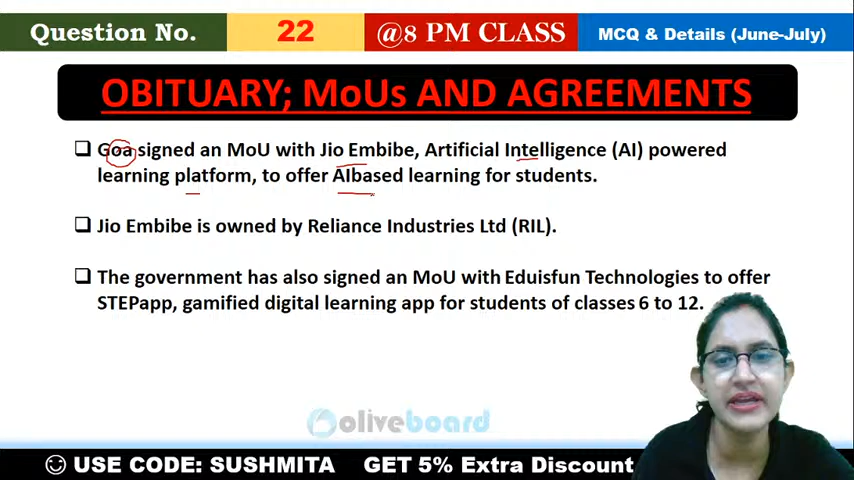 Question No. 22 @8 PM CLASS MCQ & Details (June-July)
OBITUARY; MoUs AND AGREEMENTS
Goa signed an MoU with Jio Embibe, Artificial Intelligence (AI) powered
learning platform, to offer AIbased learning for students.
Jio Embibe is owned by Reliance Industries Ltd (RIL).
The government has also signed an MoU with Eduisfun Technologies to offer
STEPapp, gamified digital learning app for students of classes 6 to 12.
oliveboard
USE CODE: SUSHMITA GET 5% Extra Discount